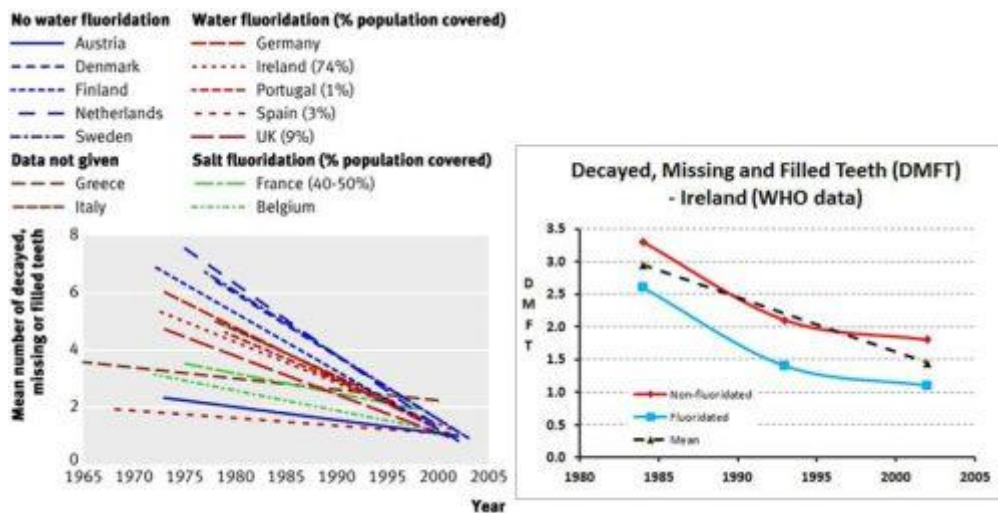 No water fluoridation
Austria
Denmark
Finland
Netherlands
Sweden
Data not given
Greece
Italy
Water fluoridation (% population covered)
Germany
Ireland (74%)
Portugal (1%)
Spain (3%)
UK (9%)
Salt fluoridation (% population covered)
France (40-50%)
Belgium
Mean number of decayed,
missing or filled teeth
8
6
4
2
0
1965 1970 1975 1980 1985 1990 1995 2000 2005
Year
Decayed, Missing and Filled Teeth (DMFT)
- Ireland (WHO data)
D
M
F
T
3.5
3.0
2.5
2.0
1.5
1.0
0.5
0.0
Non-fluoridated
Fluoridated
Mean
1980 1985 1990 1995 2000 2005